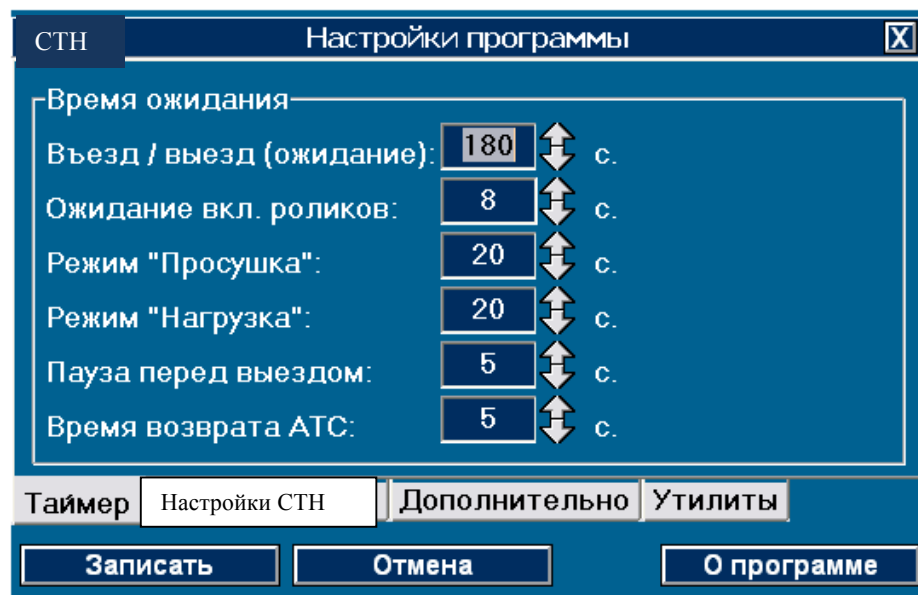 СТН Настройки программы X
Время ожидания
Въезд / выезд (ожидание): 180 с.
Ожидание вкл. роликов: 8 с.
Режим "Просушка": 20 с.
Режим "Нагрузка": 20 с.
Пауза перед выездом: 5 с.
Время возврата АТС: 5 с.
Таймер Настройки СТН Дополнительно Утилиты
Записать Отмена О программе